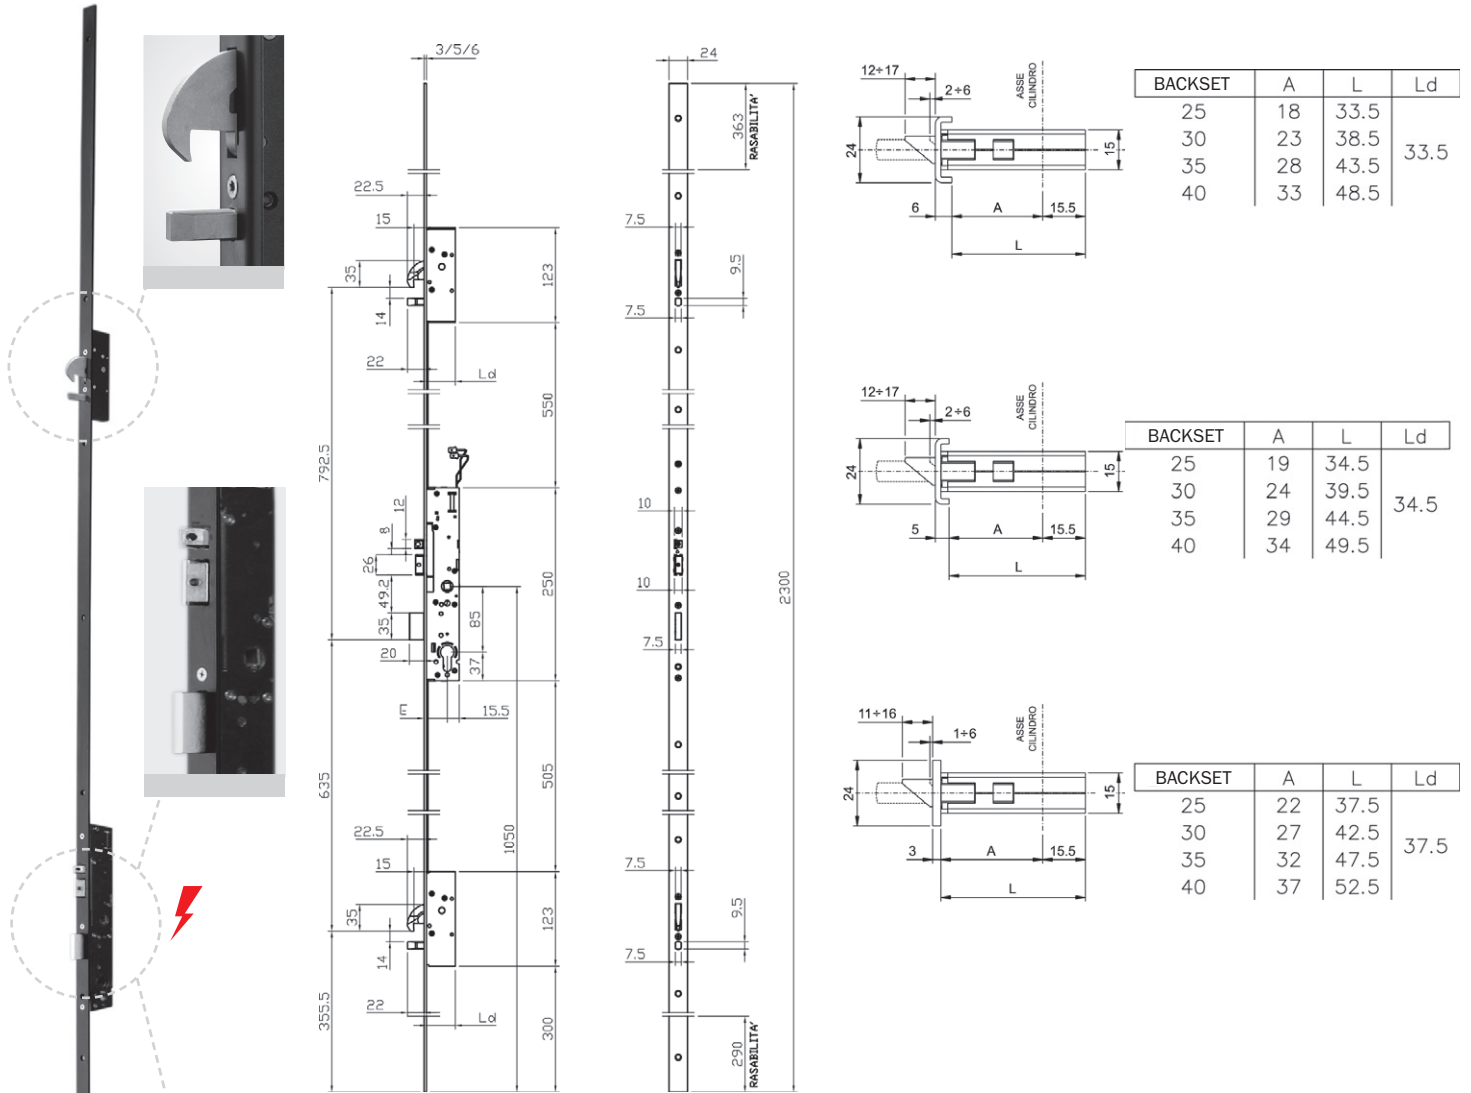 3/5/6
22.5
15
35
14
22
Ld
123
550
792.5
12
8
26
49.2
35
20
85
37
250
E
15.5
635
505
1050
22.5
15
35
14
22
Ld
123
355.5
300
24
363
RASABILITA'
7.5
9.5
7.5
10
10
7.5
2300
7.5
9.5
7.5
290
RASABILITA'
12÷17
2÷6
ASSE
CILINDRO
24
15
6
A
15.5
L
BACKSET A L Ld
25 18 33.5
30 23 38.5
33.5
35 28 43.5
40 33 48.5
12÷17
2÷6
ASSE
CILINDRO
24
15
5
A
15.5
L
BACKSET A L Ld
25 19 34.5
30 24 39.5
34.5
35 29 44.5
40 34 49.5
11÷16
1÷6
ASSE
CILINDRO
24
15
3
A
15.5
L
BACKSET A L Ld
25 22 37.5
30 27 42.5
37.5
35 32 47.5
40 37 52.5